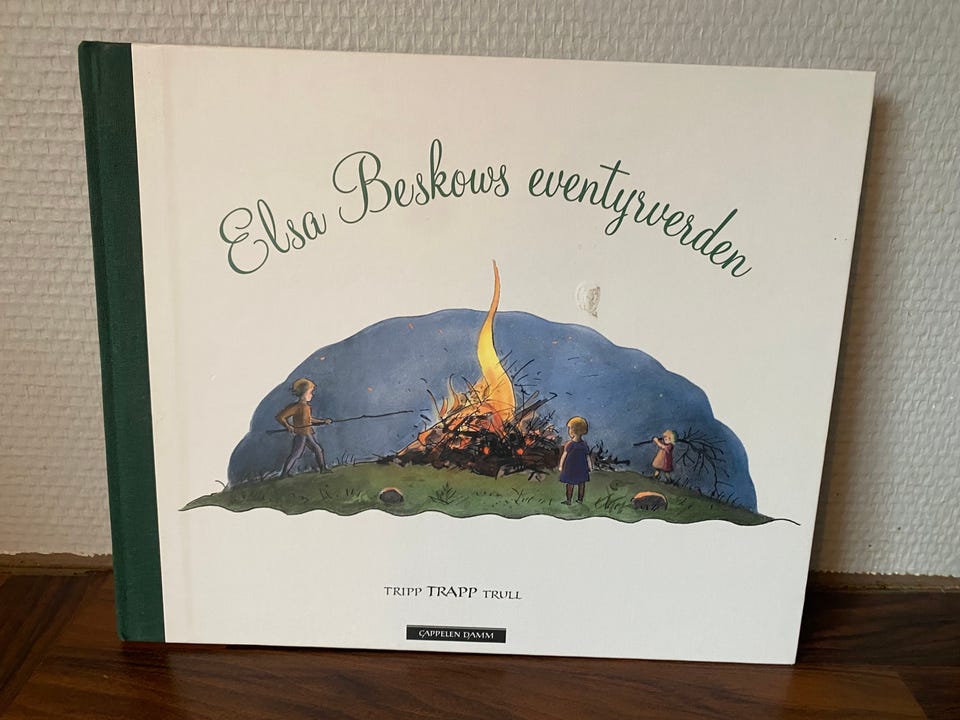 Elsa Beskows eventyrverden
TRIPP TRAPP TRULL
CAPPELEN DAMM